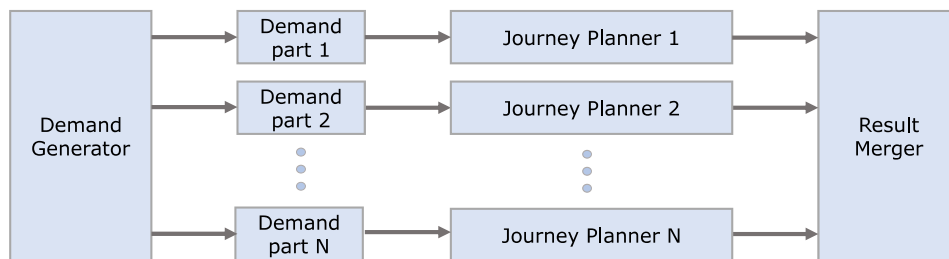 Demand
Generator
Demand
part 1
Journey Planner 1
Demand
part 2
Journey Planner 2
Demand
part N
Journey Planner N
Result
Merger